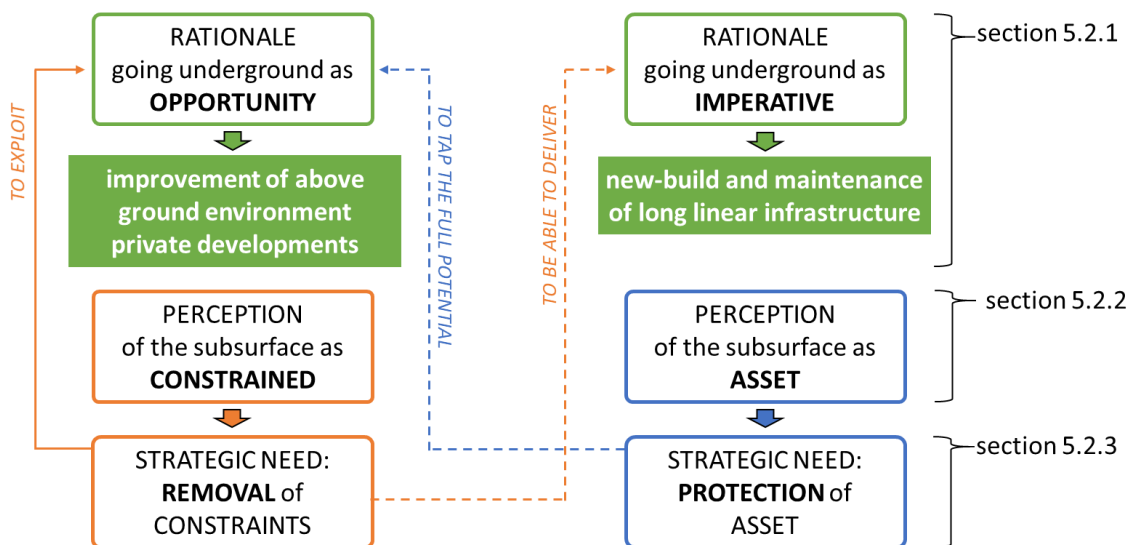 RATIONALE
going underground as
OPPORTUNITY
improvement of above
ground environment
private developments
PERCEPTION
of the subsurface as
CONSTRAINED
STRATEGIC NEED:
REMOVAL of
CONSTRAINTS
TO EXPLOIT
TO TAP THE FULL POTENTIAL
TO BE ABLE TO DELIVER
RATIONALE
going underground as
IMPERATIVE
new-build and maintenance
of long linear infrastructure
PERCEPTION
of the subsurface as
ASSET
STRATEGIC NEED:
PROTECTION of
ASSET
section 5.2.1
section 5.2.2
section 5.2.3